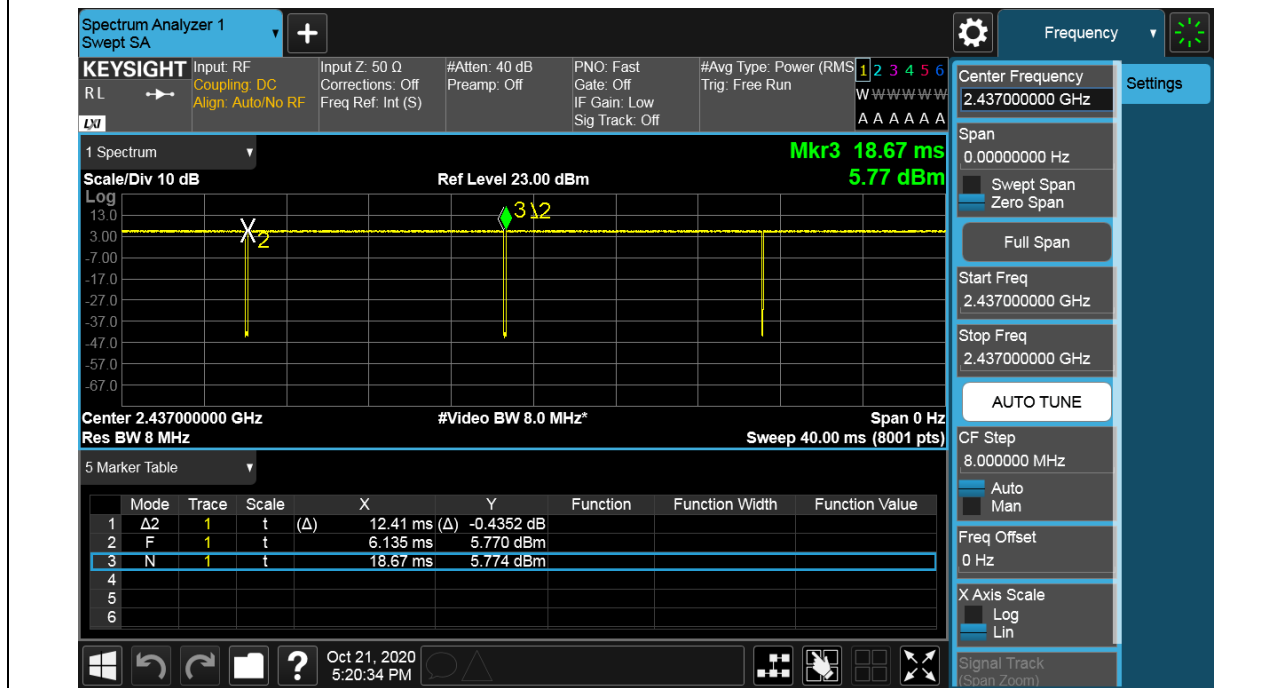 Spectrum Analyzer 1
Swept SA
+
Frequency
KEYSIGHT
RL
LXI
Input: RF
Coupling: DC
Align: Auto/No RF
Input Z: 50 Ω
Corrections: Off
Freq Ref: Int (S)
#Atten: 40 dB
Preamp: Off
PNO: Fast
Gate: Off
IF Gain: Low
Sig Track: Off
#Avg Type: Power (RMS
Trig: Free Run
1 2 3 4 5 6
W W W W W W
A A A A A A
1 Spectrum
Mkr3 18.67 ms
5.77 dBm
Scale/Div 10 dB
Ref Level 23.00 dBm
Log
13.0
3.00
-7.00
-17.0
-27.0
-37.0
-47.0
-57.0
-67.0
2
3
2
Center 2.437000000 GHz
#Video BW 8.0 MHz*
Span 0 Hz
Res BW 8 MHz
Sweep 40.00 ms (8001 pts)
5 Marker Table
Mode Trace Scale X Y Function Function Width Function Value
1 Δ2 1 t (Δ) 12.41 ms (Δ) -0.4352 dB
2 F 1 t 6.135 ms 5.770 dBm
3 N 1 t 18.67 ms 5.774 dBm
4
5
6
?
Oct 21, 2020
5:20:34 PM
Center Frequency
2.437000000 GHz
Span
0.00000000 Hz
Swept Span
Zero Span
Full Span
Start Freq
2.437000000 GHz
Stop Freq
2.437000000 GHz
AUTO TUNE
CF Step
8.000000 MHz
Auto
Man
Freq Offset
0 Hz
X Axis Scale
Log
Lin
Signal Track
(Span Zoom)
Settings